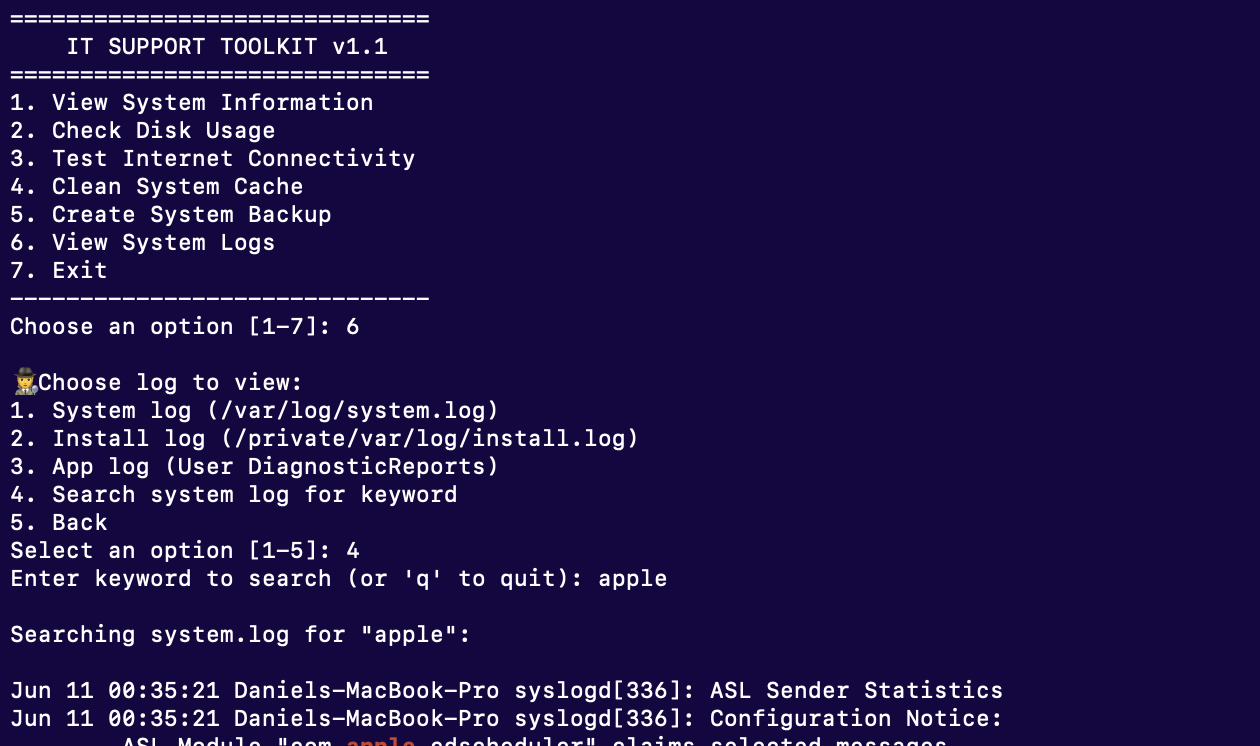 ==============================
IT SUPPORT TOOLKIT v1.1
==============================
1. View System Information
2. Check Disk Usage
3. Test Internet Connectivity
4. Clean System Cache
5. Create System Backup
6. View System Logs
7. Exit
------------------------------
Choose an option [1-7]: 6
🕵️Choose log to view:
1. System log (/var/log/system.log)
2. Install log (/private/var/log/install.log)
3. App log (User DiagnosticReports)
4. Search system log for keyword
5. Back
Select an option [1-5]: 4
Enter keyword to search (or 'q' to quit): apple
Searching system.log for "apple":
Jun 11 00:35:21 Daniels-MacBook-Pro syslogd[336]: ASL Sender Statistics
Jun 11 00:35:21 Daniels-MacBook-Pro syslogd[336]: Configuration Notice:
ASL Module "com.apple.cdscheduler" claims selected messages.